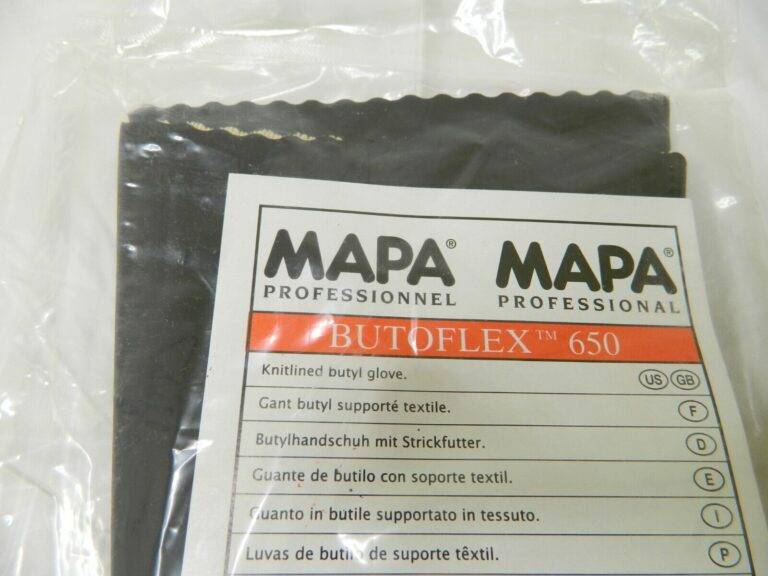 MAPA® MAPA®
PROFESSIONNEL PROFESSIONAL
BUTOFLEX™ 650
Knitlined butyl glove. US GB
Gant butyl supporté textile. F
Butylhandschuh mit Strickfutter. D
Guante de butilo con soporte textil. E
Guanto in butile supportato in tessuto. I
Luvas de butilo de suporte têxtil. P